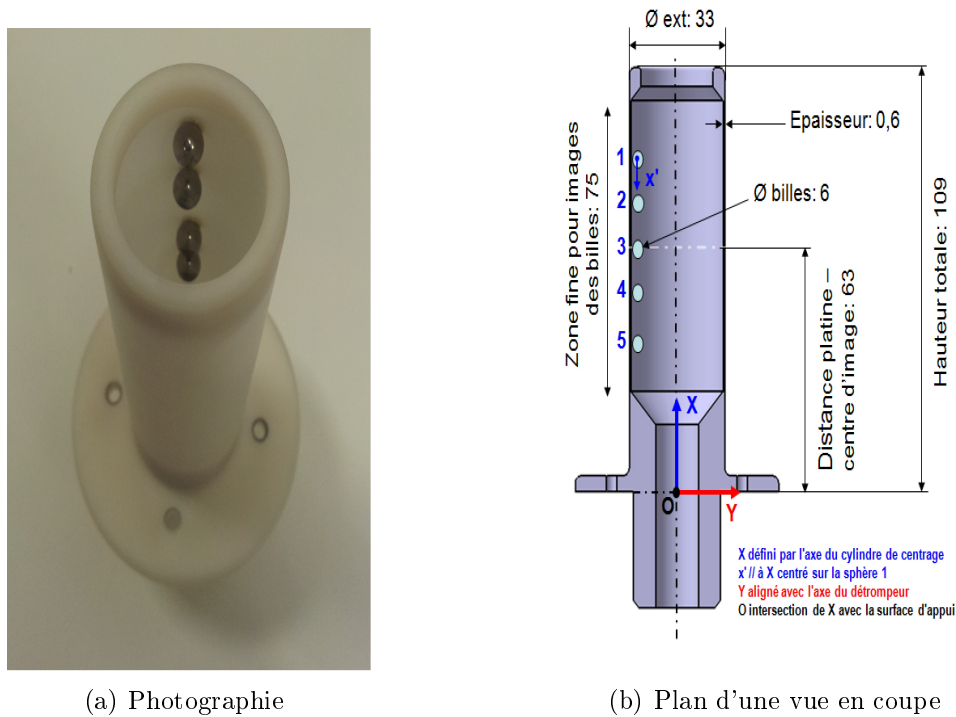 Ø ext: 33
Epaisseur: 0,6
Zone fine pour images
des billes: 75
1
x'
2
Ø billes: 6
3
4
5
Distance platine –
centre d'image: 63
Hauteur totale: 109
X
O
Y
X défini par l'axe du cylindre de centrage
x' // à X centré sur la sphère 1
Y aligné avec l'axe du détrompeur
O intersection de X avec la surface d'appui
(a) Photographie
(b) Plan d'une vue en coupe